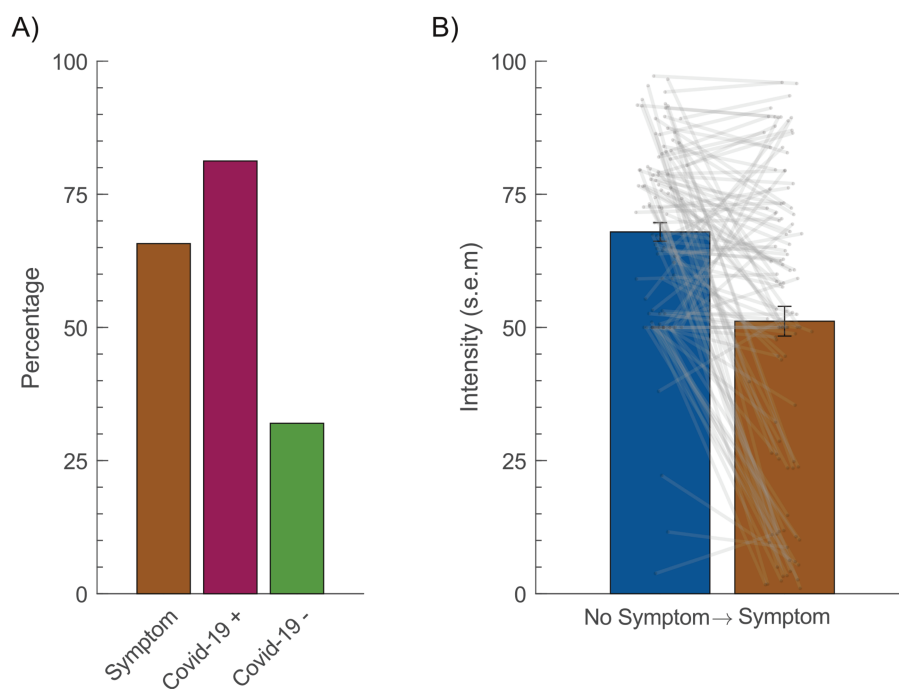 A)
Percentage
100
75
50
25
0
Symptom
Covid-19 +
Covid-19 -
B)
Intensity (s.e.m)
100
75
50
25
0
No Symptom → Symptom